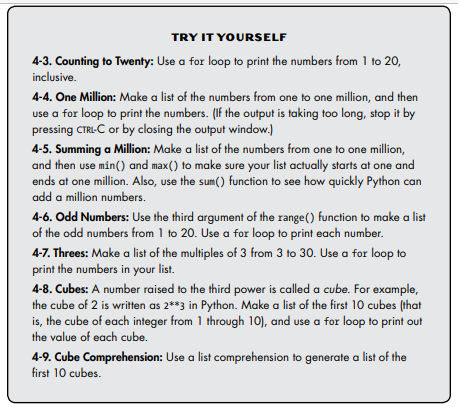 TRY IT YOURSELF
4-3. Counting to Twenty: Use a for loop to print the numbers from 1 to 20,
inclusive.
4-4. One Million: Make a list of the numbers from one to one million, and then
use a for loop to print the numbers. (If the output is taking too long, stop it by
pressing CTRL-C or by closing the output window.)
4-5. Summing a Million: Make a list of the numbers from one to one million,
and then use min() and max() to make sure your list actually starts at one and
ends at one million. Also, use the sum() function to see how quickly Python can
add a million numbers.
4-6. Odd Numbers: Use the third argument of the range() function to make a list
of the odd numbers from 1 to 20. Use a for loop to print each number.
4-7. Threes: Make a list of the multiples of 3 from 3 to 30. Use a for loop to
print the numbers in your list.
4-8. Cubes: A number raised to the third power is called a cube. For example,
the cube of 2 is written as 2**3 in Python. Make a list of the first 10 cubes (that
is, the cube of each integer from 1 through 10), and use a for loop to print out
the value of each cube.
4-9. Cube Comprehension: Use a list comprehension to generate a list of the
first 10 cubes.